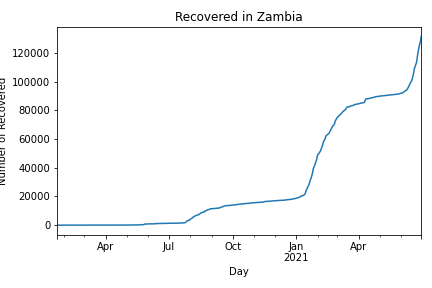 Recovered in Zambia
Number of Recovered
120000
100000
80000
60000
40000
20000
0
Apr
Jul
Oct
Jan
2021
Apr
Day